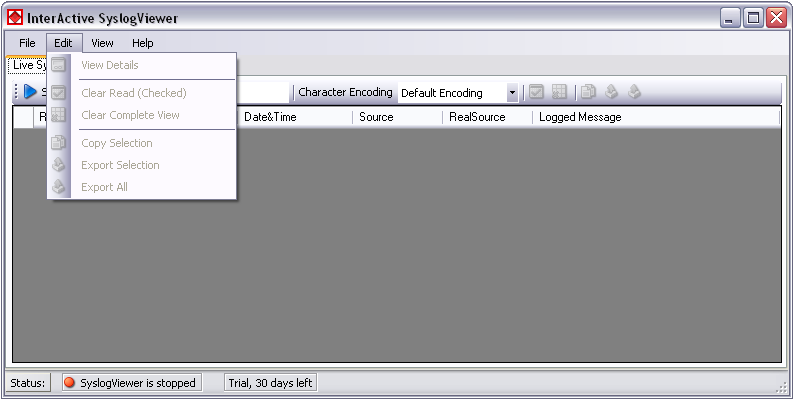 InterActive SyslogViewer
File Edit View Help
Live Sy
View Details
Clear Read (Checked)
Clear Complete View
Copy Selection
Export Selection
Export All
Character Encoding Default Encoding
Date&Time Source RealSource Logged Message
Status: SyslogViewer is stopped Trial, 30 days left